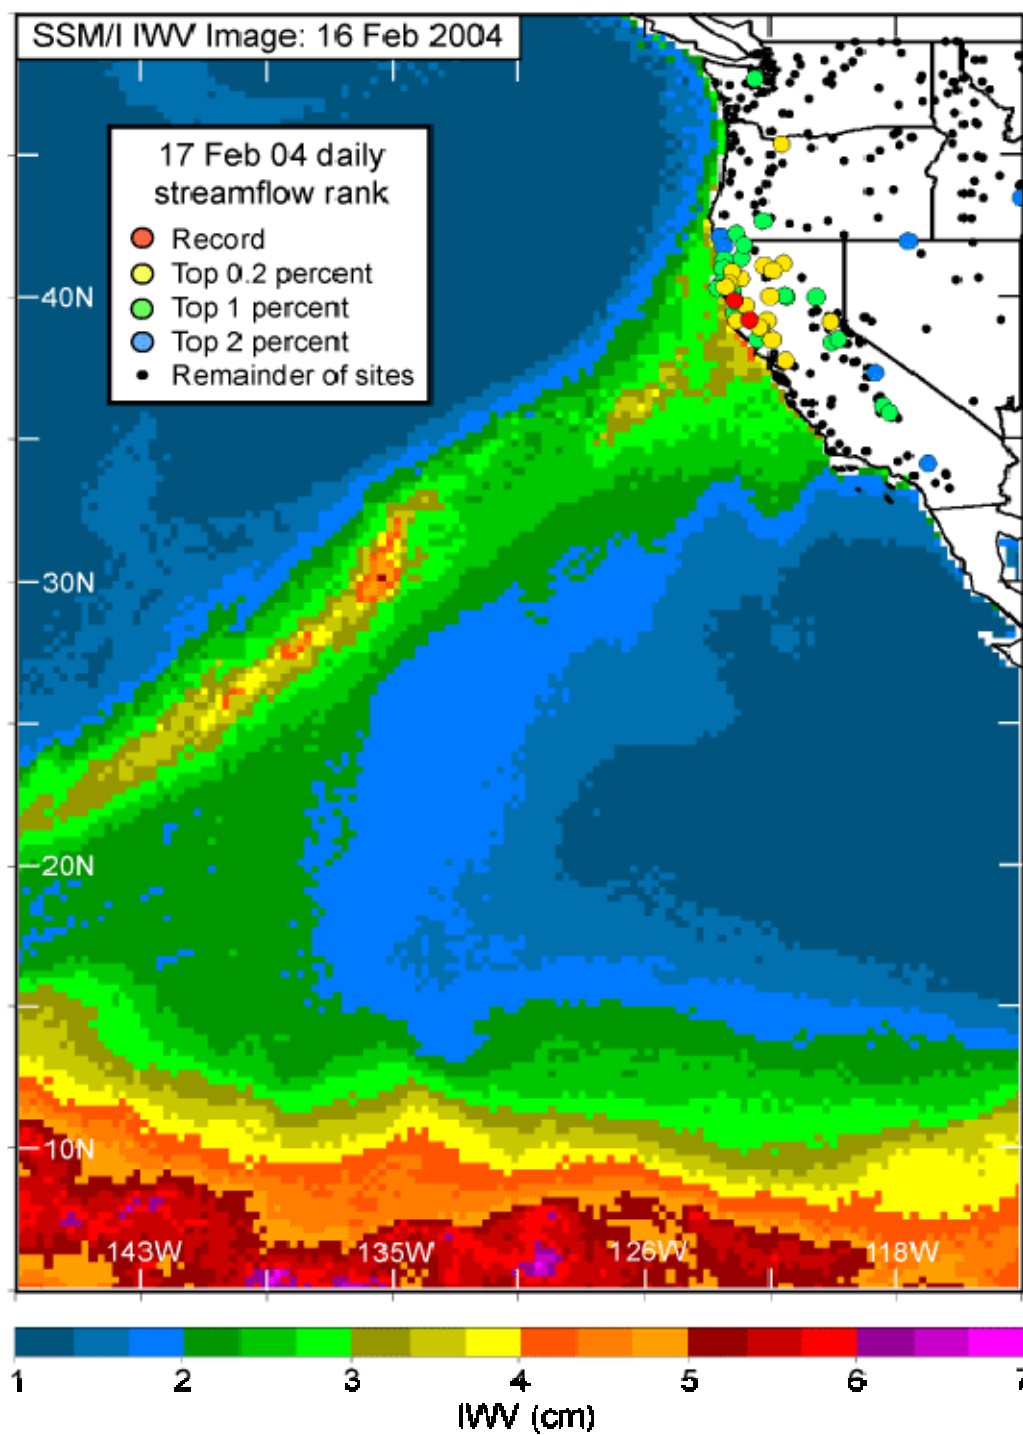 SSM/I IWV Image: 16 Feb 2004
17 Feb 04 daily
streamflow rank
Record
Top 0.2 percent
Top 1 percent
Top 2 percent
Remainder of sites
40N
30N
20N
10N
143W 135W 126W 118W
1 2 3 4 5 6 7
IWV (cm)